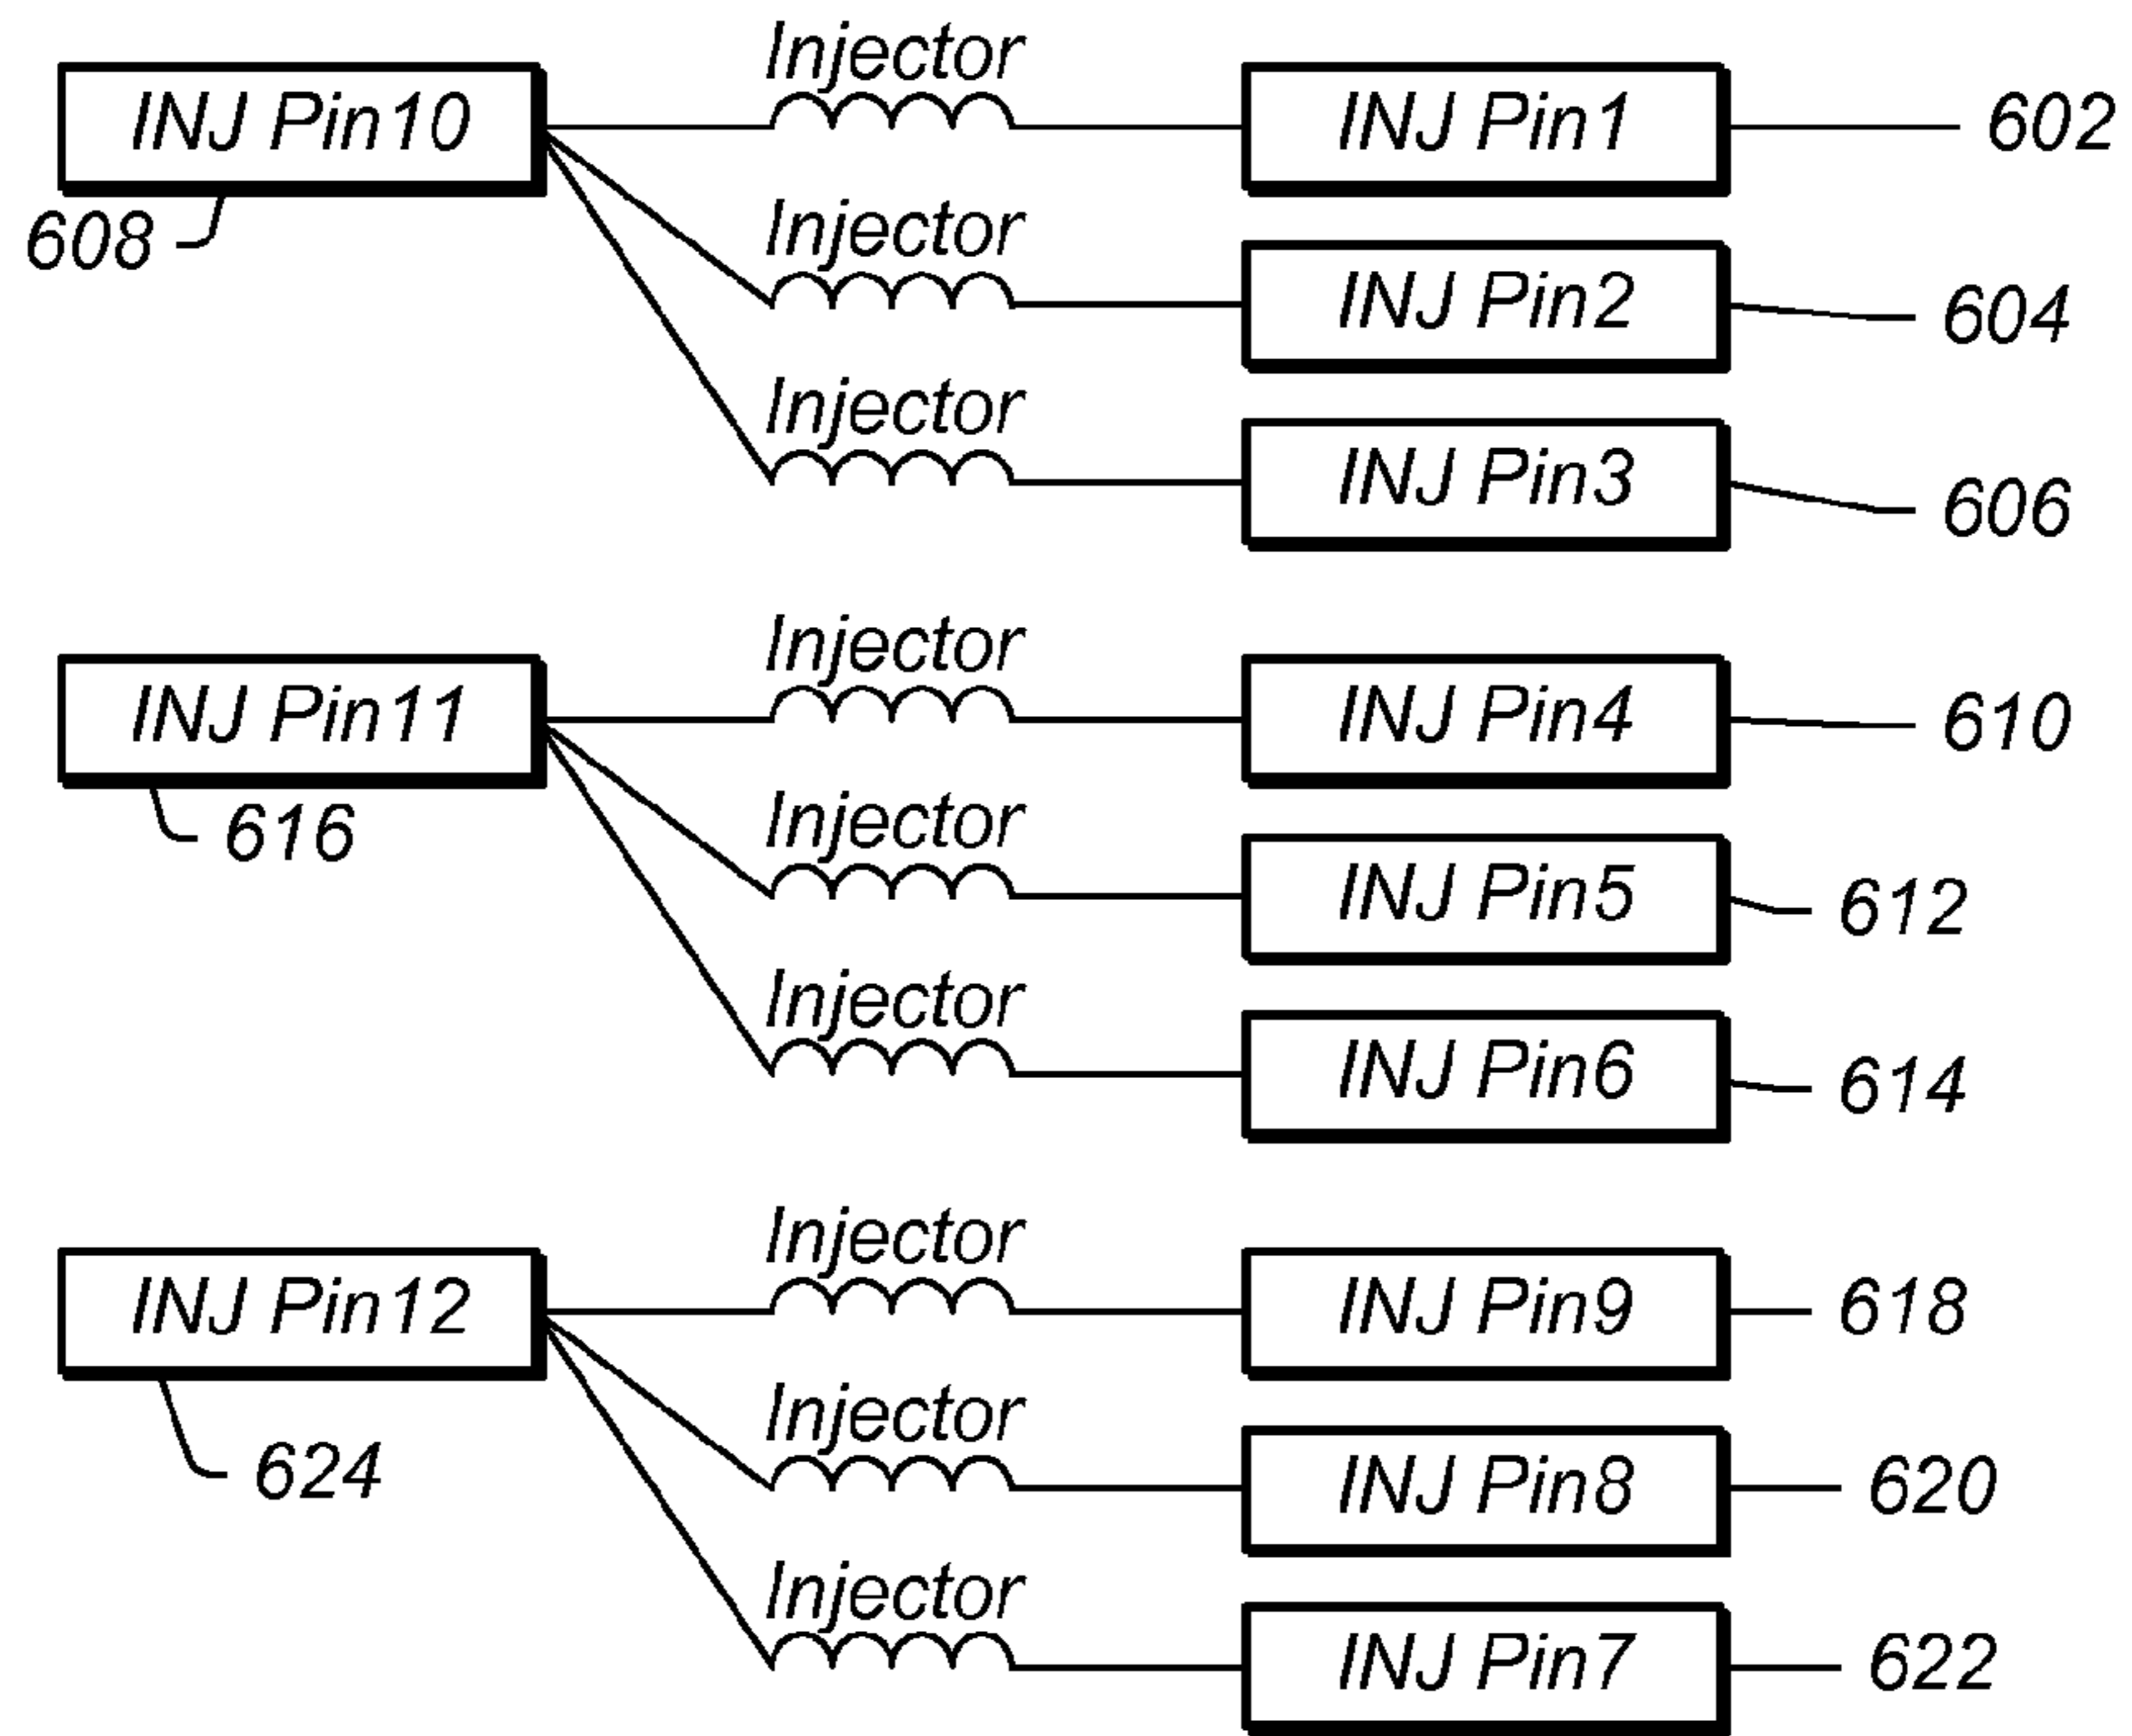 Injector
INJ Pin10
INJ Pin1
602
608
Injector
INJ Pin2
604
Injector
INJ Pin3
606
Injector
INJ Pin11
INJ Pin4
610
616
Injector
INJ Pin5
612
Injector
INJ Pin6
614
Injector
INJ Pin12
INJ Pin9
618
624
Injector
INJ Pin8
620
Injector
INJ Pin7
622